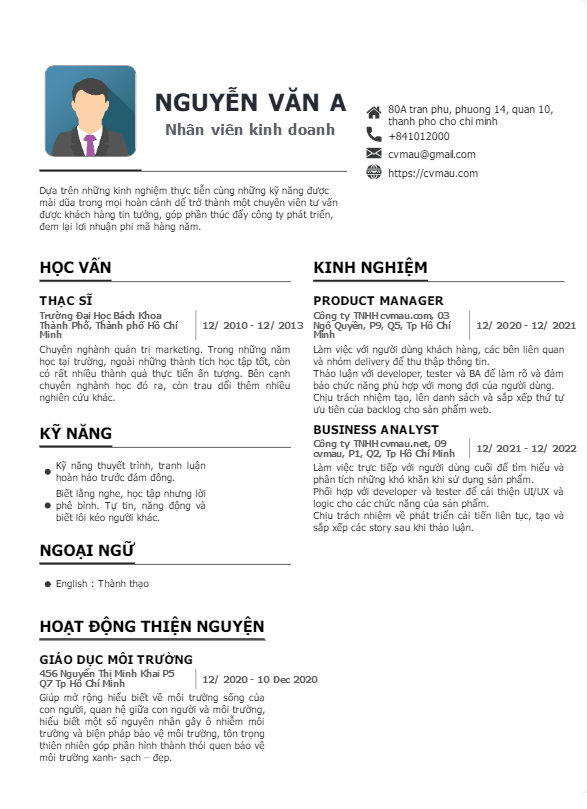 NGUYỄN VĂN A
Nhân viên kinh doanh
80A tran phu, phuong 14, quan 10,
thanh pho cho chi minh
+841012000
cvmau@gmail.com
https://cvmau.com
Dựa trên những kinh nghiệm thực tiễn cùng những kỹ năng được
mài dũa trong mọi hoàn cảnh để trở thành một chuyên viên tư vấn
được khách hàng tin tưởng, góp phần thúc đẩy công ty phát triển,
đem lại lơi nhuận phi mã hàng năm.
HỌC VẤN
THẠC SĨ
Trường Đại Học Bách Khoa
Thành Phố, Thành phố Hồ Chí
Minh
12/ 2010 - 12/ 2013
Chuyên nghành quản trị marketing. Trong những năm
học tại trường, ngoài những thành tích học tập tốt, còn
có rất nhiều thành quả thực tiễn ấn tượng. Bên cạnh
chuyên nghành học đó ra, còn trau dồi thêm nhiều
nghiên cứu khác.
KỸ NĂNG
Kỹ năng thuyết trình, tranh luận
hoàn hảo trước đám đông.
Biết lắng nghe, học tập nhưng lời
phê bình. Tự tin, năng động và
biết lôi kéo người khác.
NGOẠI NGỮ
English : Thành thạo
HOẠT ĐỘNG THIỆN NGUYỆN
GIÁO DỤC MÔI TRƯỜNG
456 Nguyễn Thị Minh Khai P5
Q7 Tp Hồ Chí Minh
12/ 2020 - 10 Dec 2020
Giúp mở rộng hiểu biết về môi trường sống của
con người, quan hệ giữa con người và môi trường,
hiểu biết một số nguyên nhân gây ô nhiễm môi
trường và biện pháp bảo vệ môi trường, tôn trọng
thiên nhiên góp phần hình thành thói quen bảo vệ
môi trường xanh- sạch – đẹp.
KINH NGHIỆM
PRODUCT MANAGER
Công ty TNHH cvmau.com, 03
Ngô Quyền, P9, Q5, Tp Hồ Chí
Minh
12/ 2020 - 12/ 2021
Làm việc với người dùng khách hàng, các bên liên quan
và nhóm delivery để thu thập thông tin.
Thảo luận với developer, tester và BA để làm rõ và đảm
bảo chức năng phù hợp với mong đợi của người dùng.
Chịu trách nhiệm tạo, lên danh sách và sắp xếp thứ tự
ưu tiên của backlog cho sản phẩm web.
BUSINESS ANALYST
Công ty TNHH cvmau.net, 09
cvmau, P1, Q2, Tp Hồ Chí Minh
12/ 2021 - 12/ 2022
Làm việc trực tiếp với người dùng cuối để tìm hiểu và
phân tích những khó khăn khi sử dụng sản phẩm.
Phối hợp với developer và tester để cải thiện UI/UX và
logic cho các chức năng của sản phẩm.
Chịu trách nhiệm về phát triển cải tiến liên tục, tạo và
sắp xếp các story sau khi thảo luận.